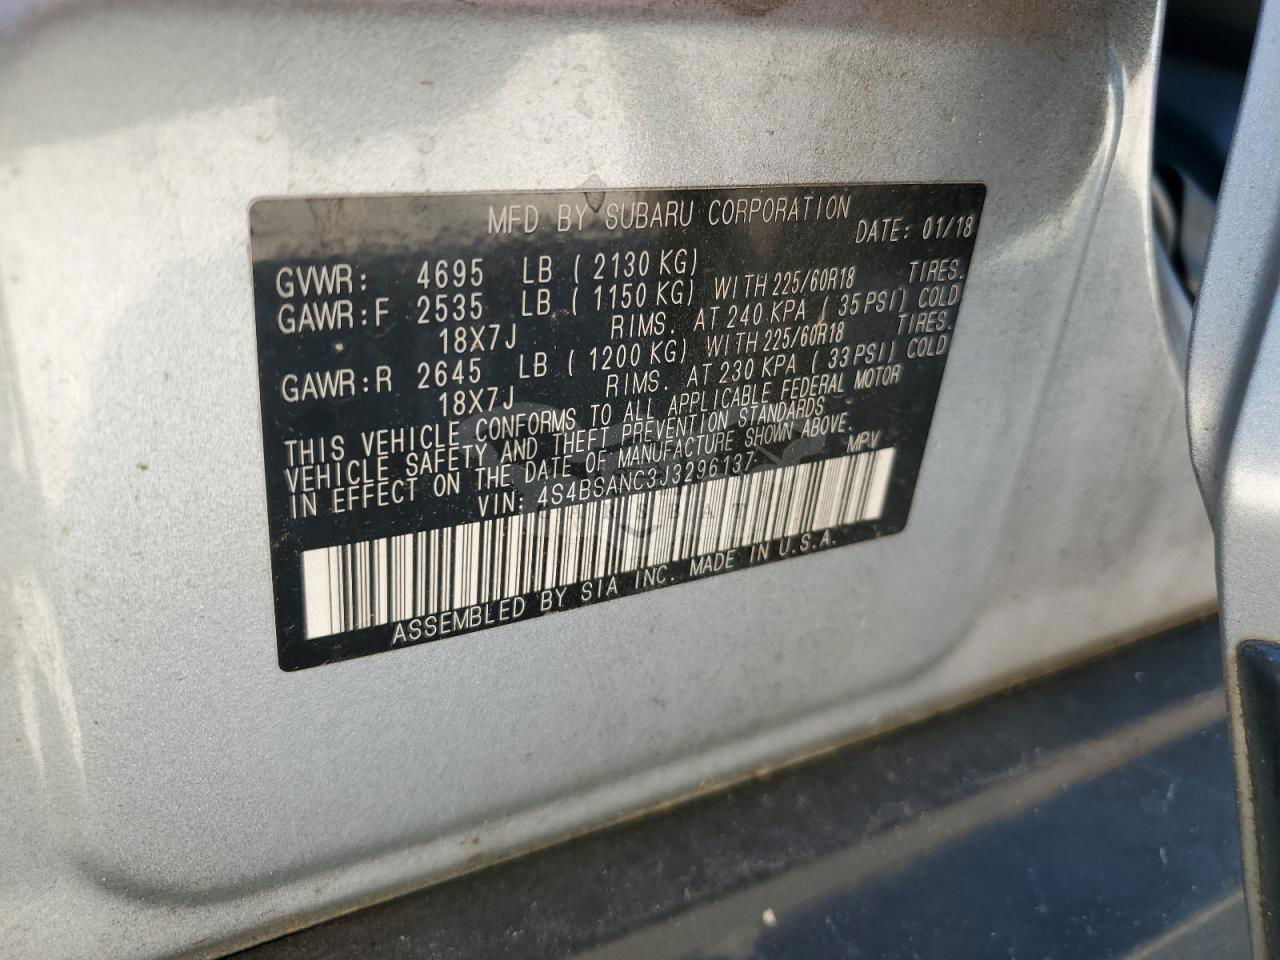 MFD BY SUBARU CORPORATION
DATE: 01/18
GVWR: 4695 LB ( 2130 KG)
GAWR:F 2535 LB ( 1150 KG) WITH 225/60R18 TIRES.
18X7J RIMS. AT 240 KPA ( 35 PSI) COLD
GAWR:R 2645 LB ( 1200 KG) WITH 225/60R18 TIRES.
18X7J RIMS. AT 230 KPA ( 33 PSI) COLD
THIS VEHICLE CONFORMS TO ALL APPLICABLE FEDERAL MOTOR
VEHICLE SAFETY AND THEFT PREVENTION STANDARDS
IN EFFECT ON THE DATE OF MANUFACTURE SHOWN ABOVE.
VIN: 4S4BSANC3J3296137 MPV
ASSEMBLED BY SIA INC. MADE IN U.S.A.